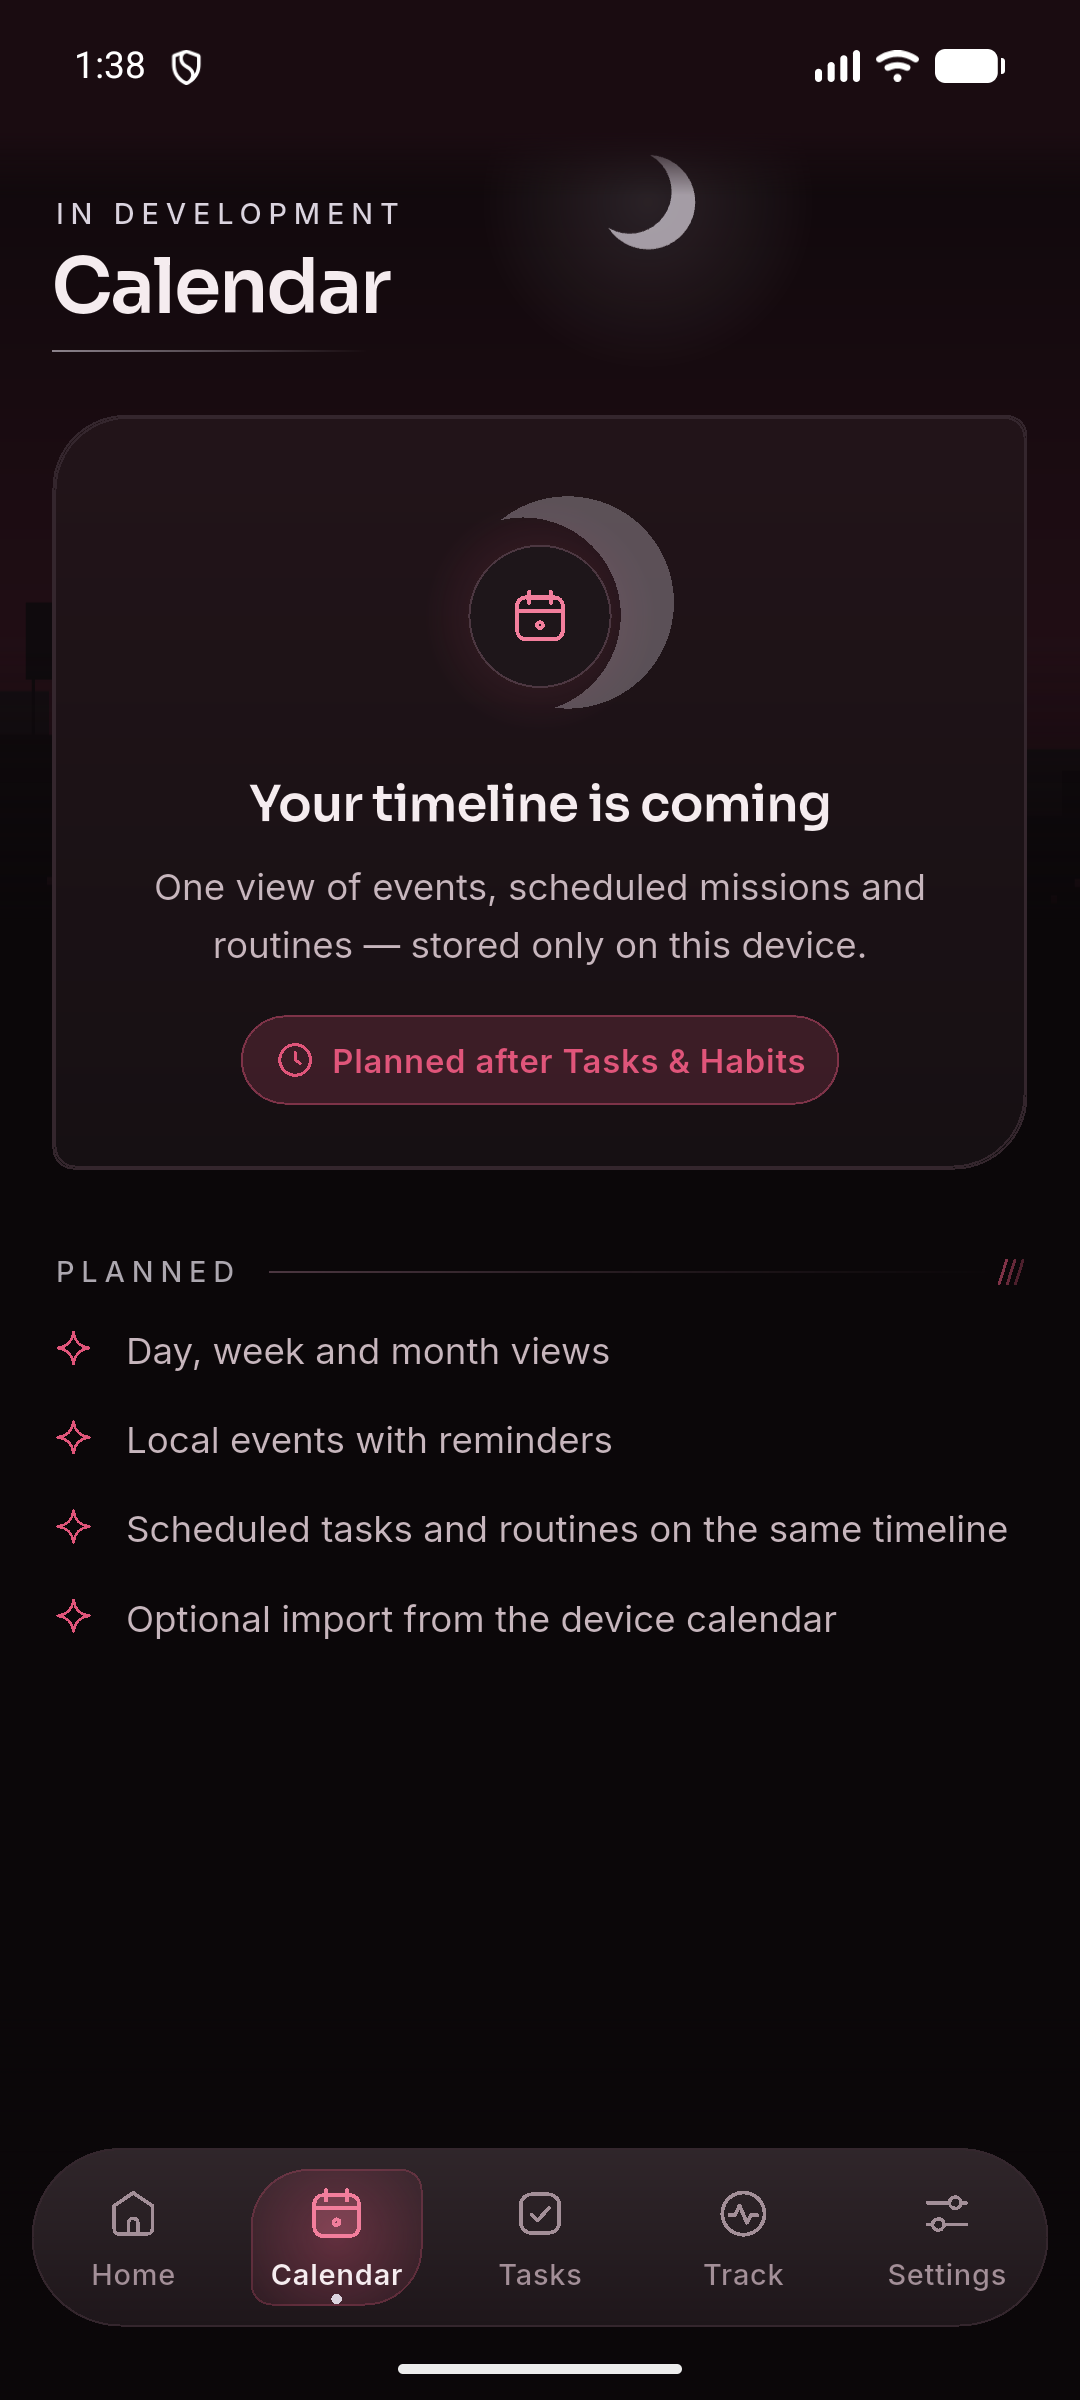 1:38
IN DEVELOPMENT
Calendar
Your timeline is coming
One view of events, scheduled missions and
routines — stored only on this device.
Planned after Tasks & Habits
PLANNED
Day, week and month views
Local events with reminders
Scheduled tasks and routines on the same timeline
Optional import from the device calendar
Home
Calendar
Tasks
Track
Settings